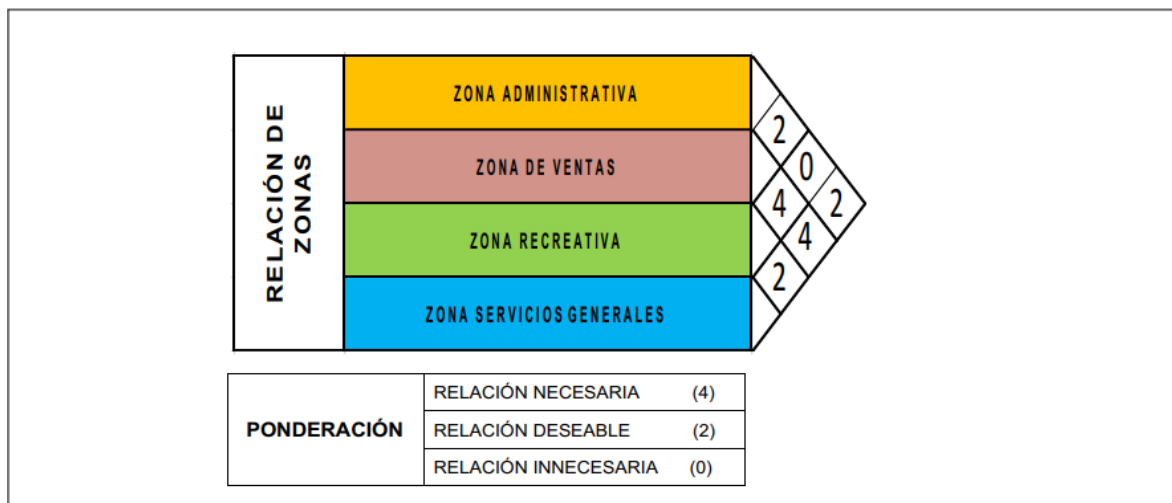 RELACIÓN DE
ZONAS
ZONA ADMINISTRATIVA
ZONA DE VENTAS
ZONA RECREATIVA
ZONA SERVICIOS GENERALES
2
0
4
2
4
2
PONDERACIÓN
RELACIÓN NECESARIA (4)
RELACIÓN DESEABLE (2)
RELACIÓN INNECESARIA (0)